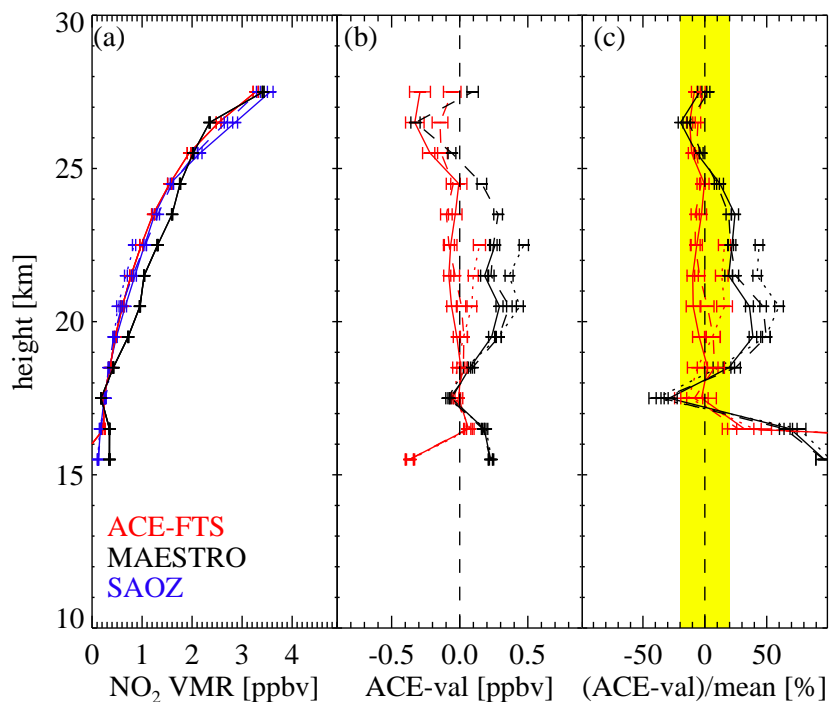 (a) (b) (c)
30
25
20
15
10
height [km]
ACE-FTS
MAESTRO
SAOZ
0 1 2 3 4
-0.5 0.0 0.5
-50 0 50
NO₂ VMR [ppbv]
ACE-val [ppbv]
(ACE-val)/mean [%]